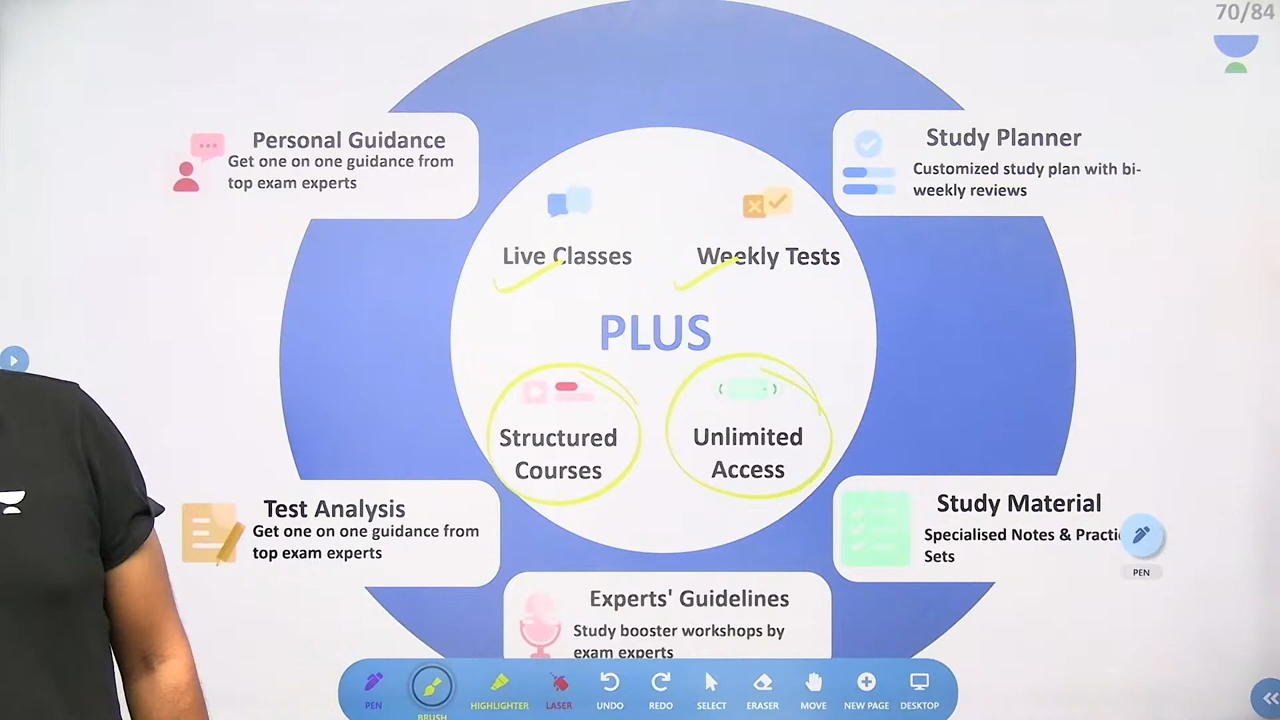 70/84
Personal Guidance
Get one on one guidance from
top exam experts
Study Planner
Customized study plan with bi-
weekly reviews
Live Classes
Weekly Tests
PLUS
Structured
Courses
Unlimited
Access
Test Analysis
Get one on one guidance from
top exam experts
Study Material
Specialised Notes &
Sets
PEN
Experts' Guidelines
Study booster workshops by
exam experts
PEN
BRUSH
HIGHLIGHTER
LASER
UNDO
REDO
SELECT
ERASER
MOVE
NEW PAGE
DESKTOP